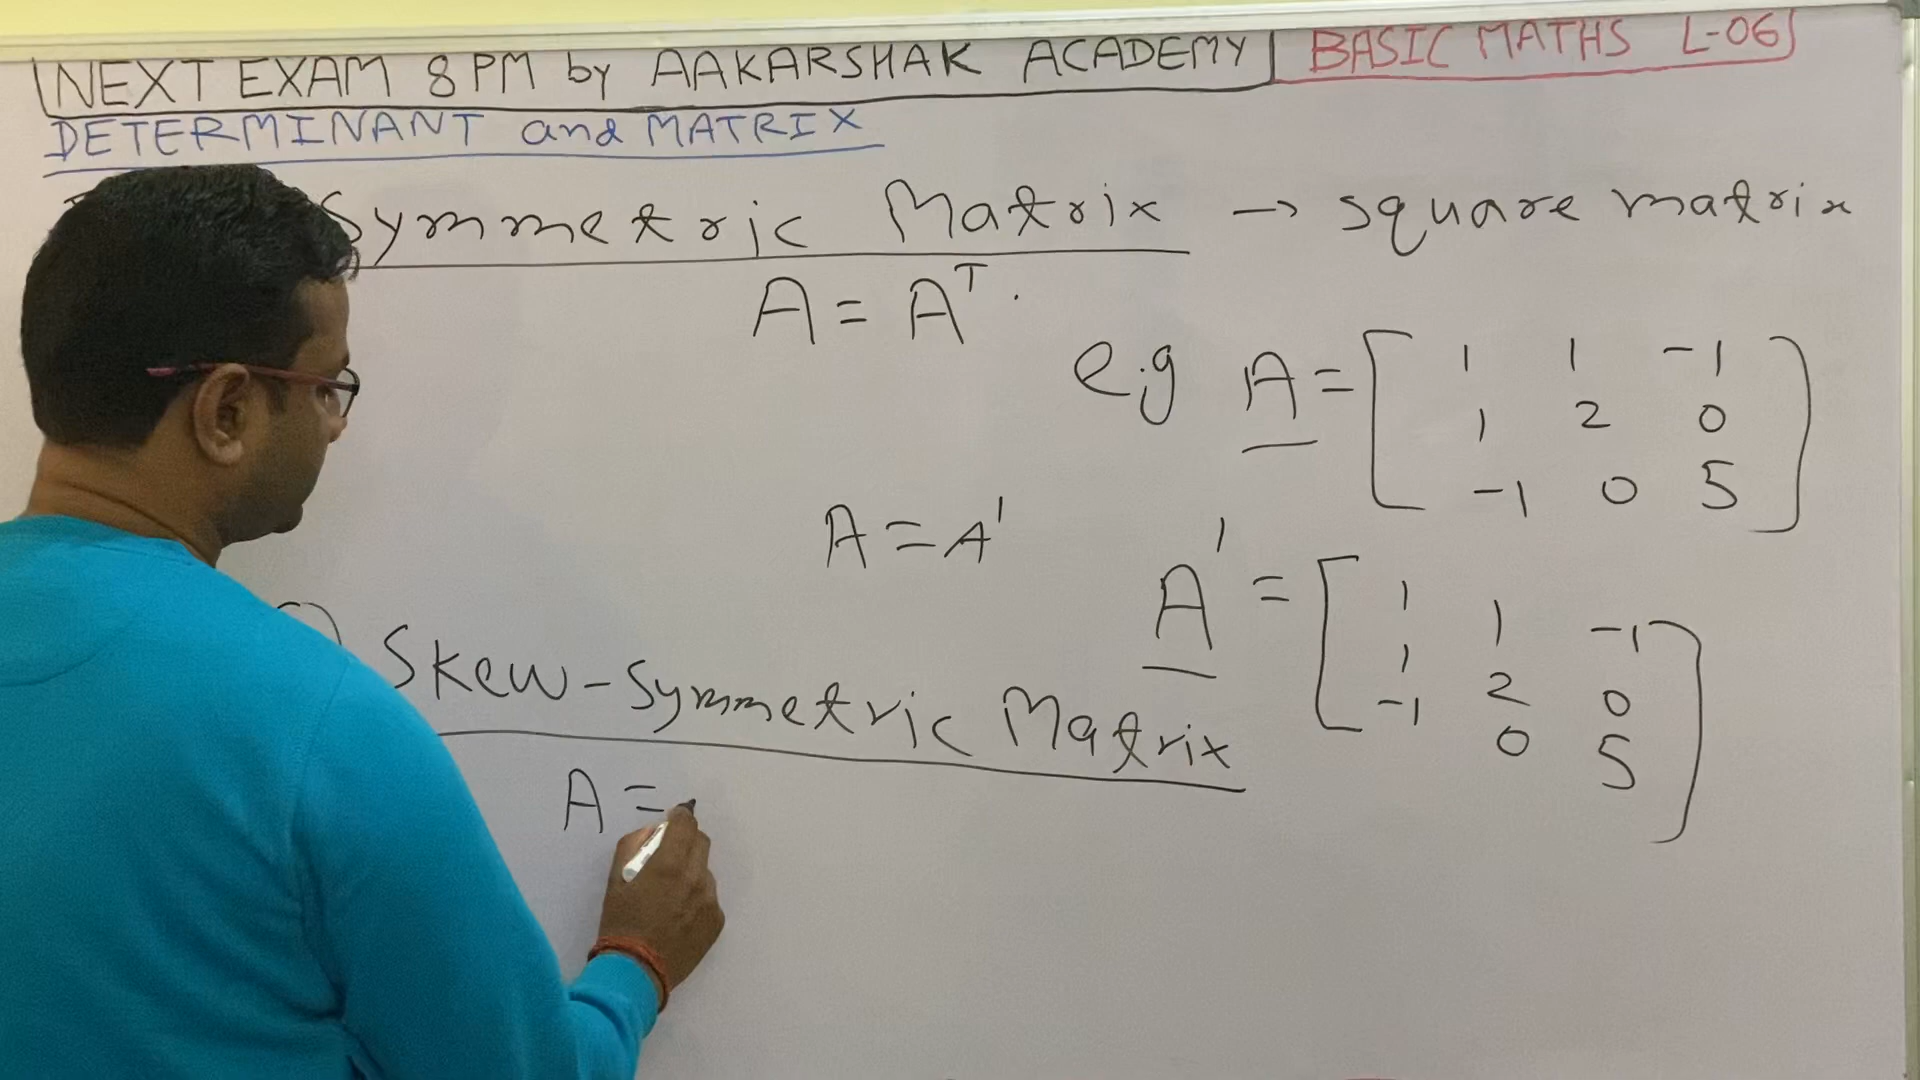 NEXT EXAM 8 PM by AAKARSHAK ACADEMY BASIC MATHS L-06
DETERMINANT and MATRIX
Symmetric Matrix → square matrix
A = Aᵀ.
e.g A = [ 1 1 -1
1 2 0
-1 0 5 ]
A = A'
A' = [ 1 1 -1
1 2 0
-1 0 5 ]
Skew-Symmetric Matrix
A =